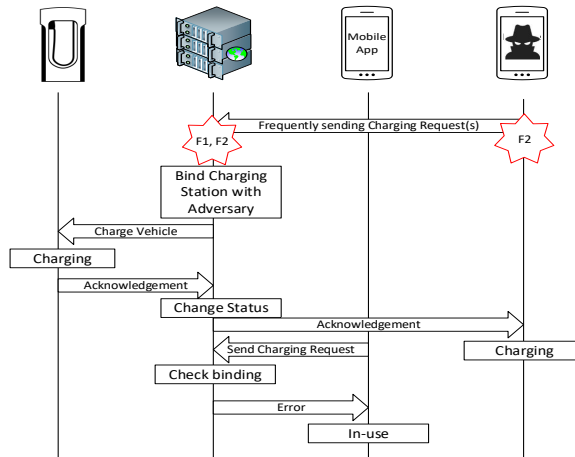 Mobile
App
Frequently sending Charging Request(s)
F1, F2
F2
Bind Charging
Station with
Adversary
Charge Vehicle
Charging
Acknowledgement
Change Status
Acknowledgement
Send Charging Request
Charging
Check binding
Error
In-use